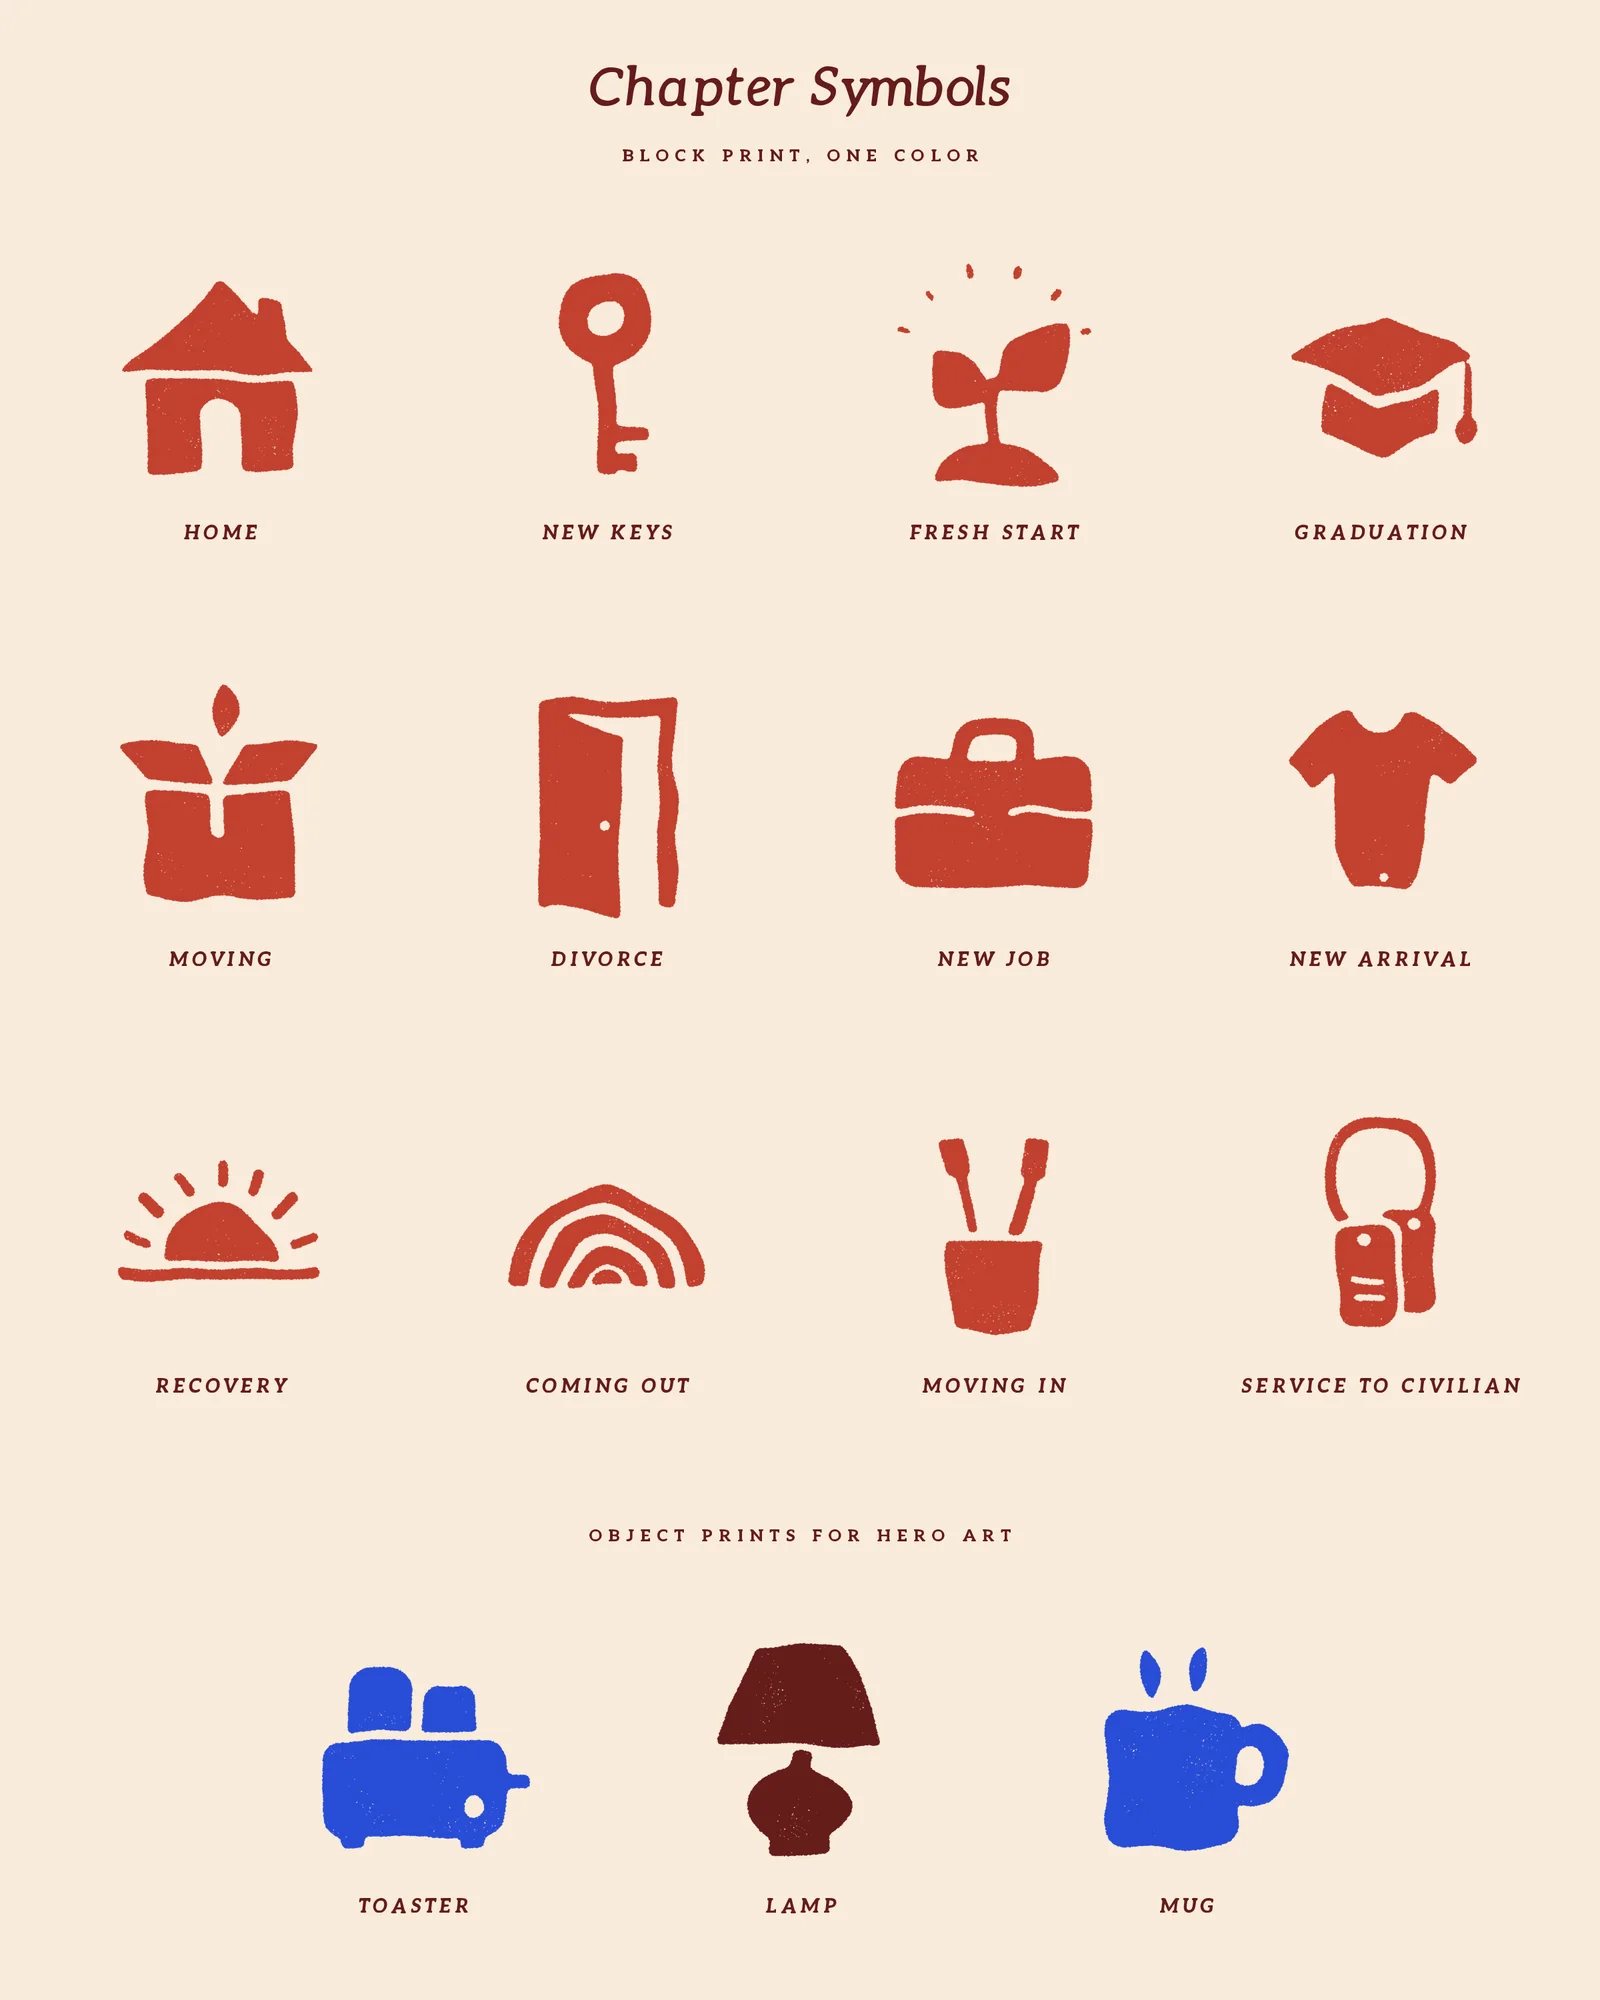 Chapter Symbols
BLOCK PRINT, ONE COLOR
HOME
NEW KEYS
FRESH START
GRADUATION
MOVING
DIVORCE
NEW JOB
NEW ARRIVAL
RECOVERY
COMING OUT
MOVING IN
SERVICE TO CIVILIAN
OBJECT PRINTS FOR HERO ART
TOASTER
LAMP
MUG